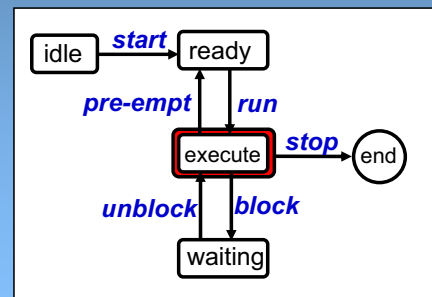 start
idle
ready
pre-empt
run
execute
stop
end
unblock
block
waiting